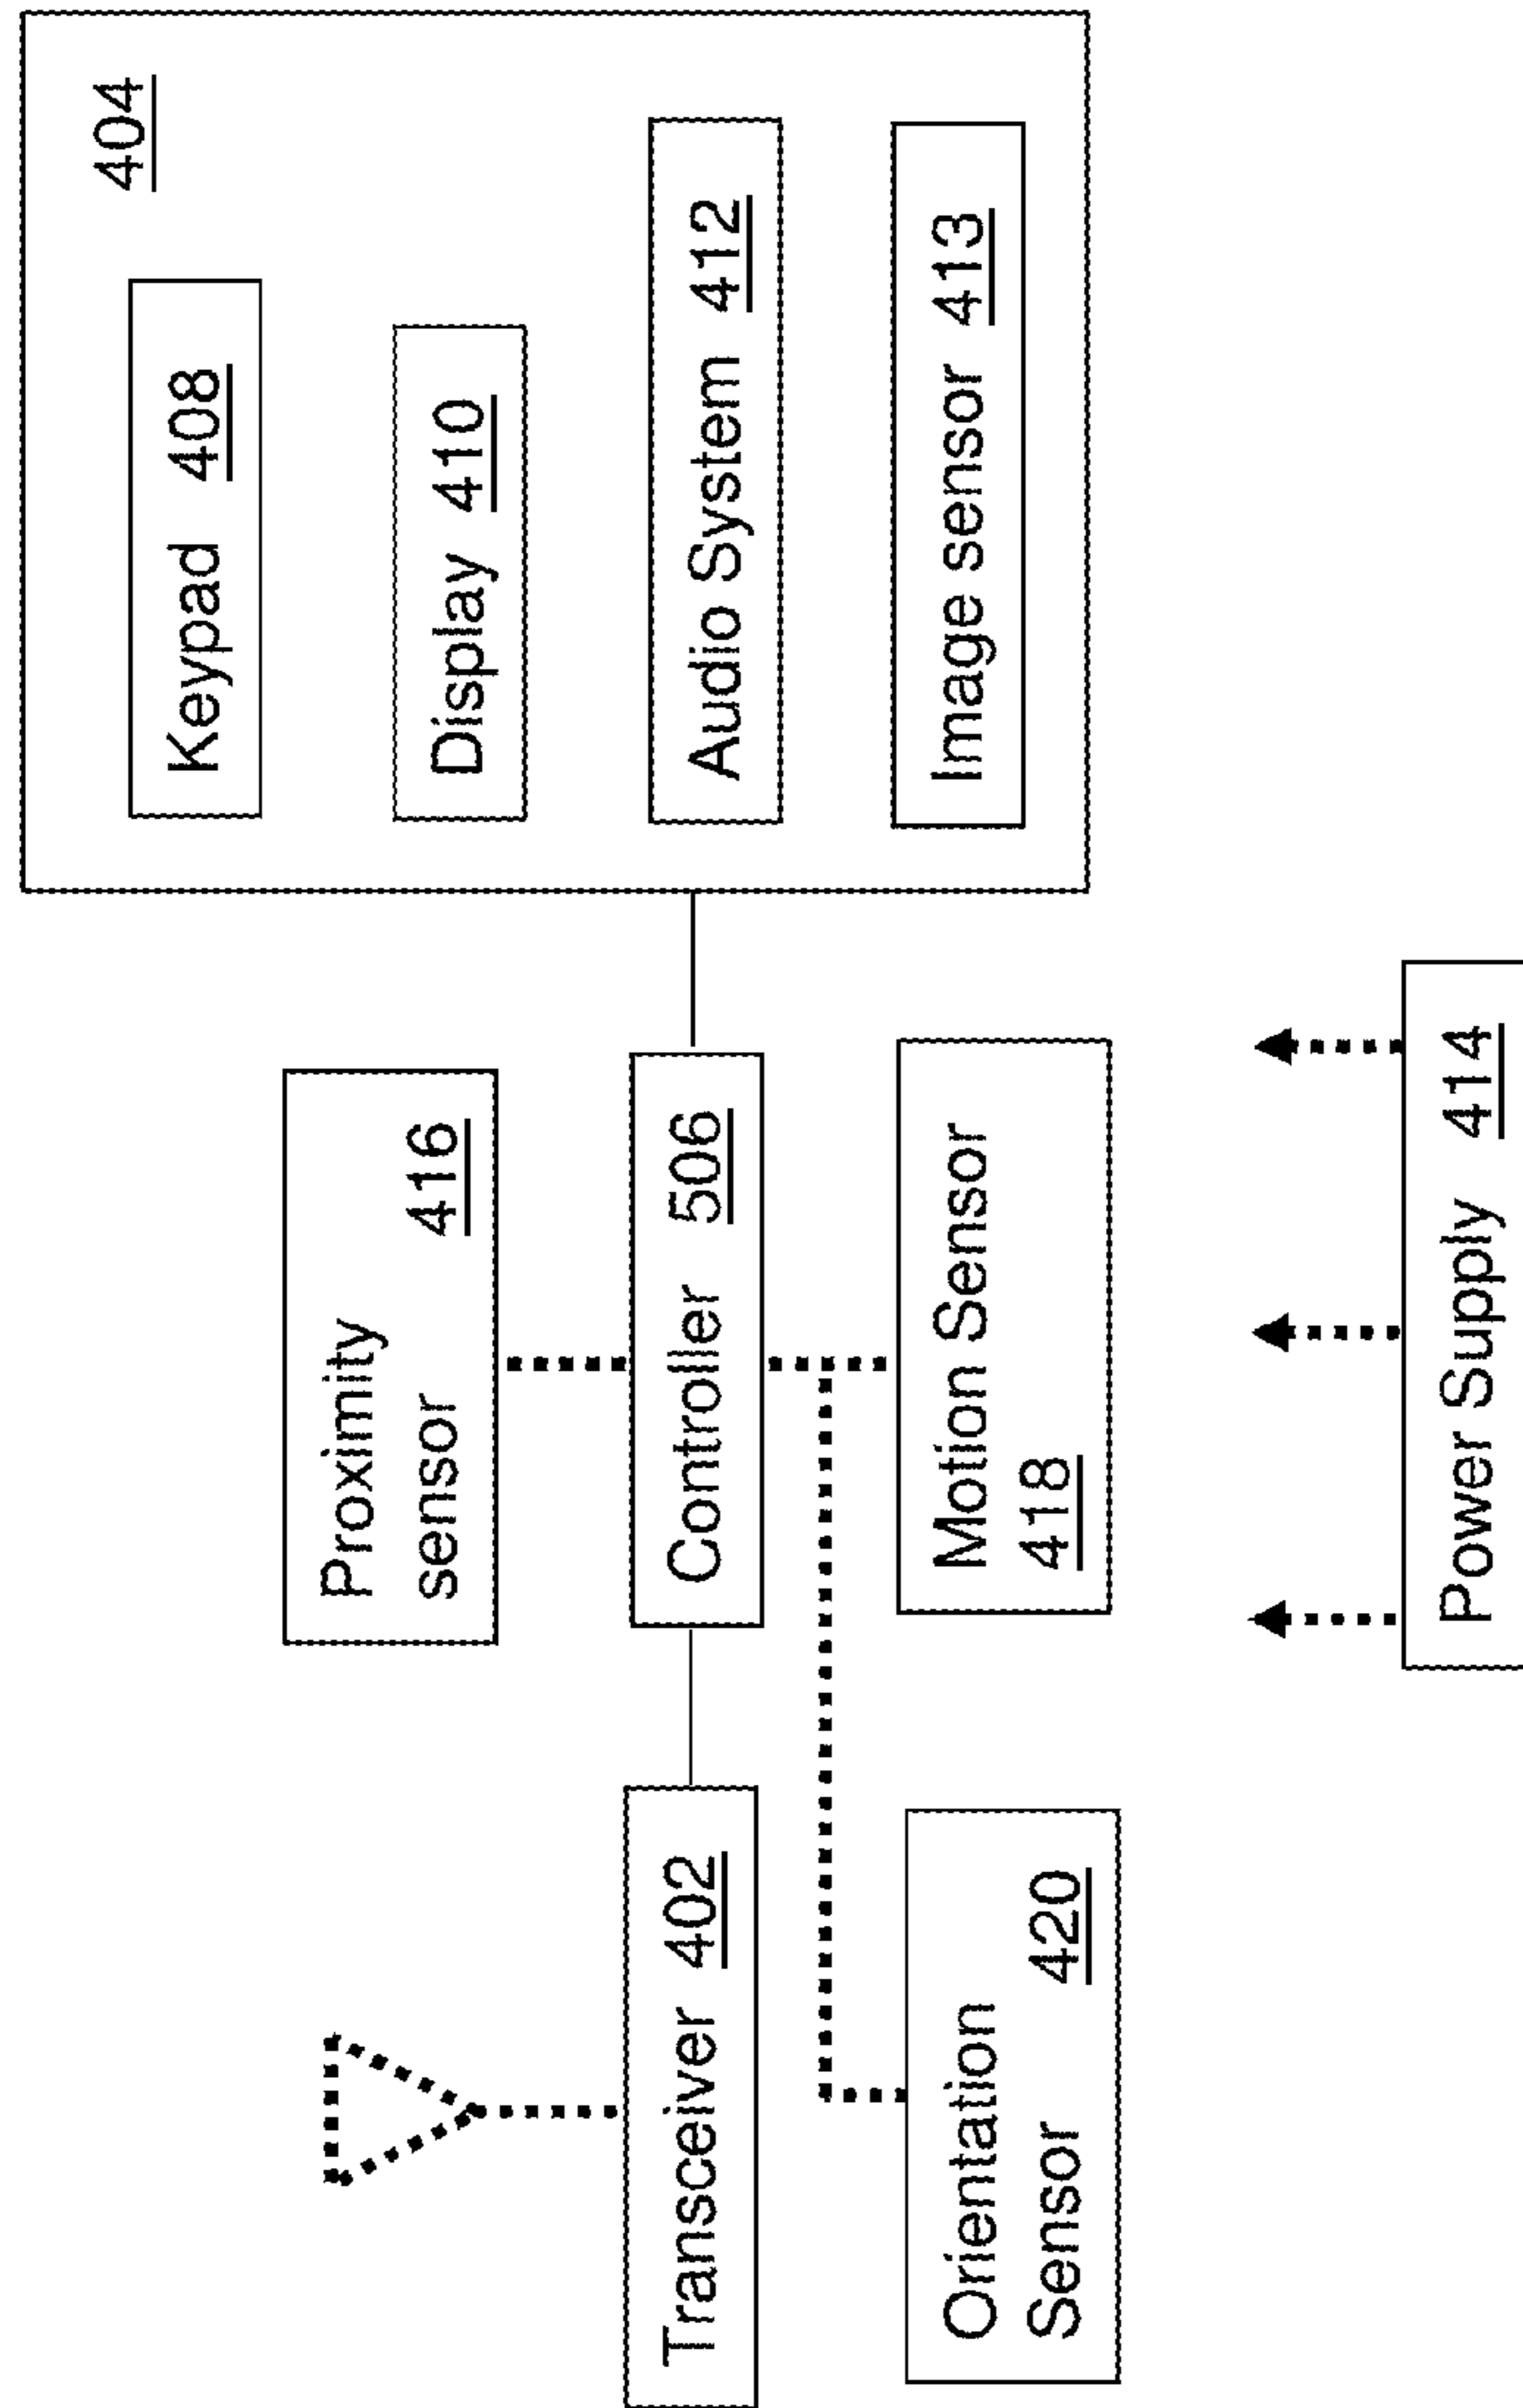 404
Keypad 408
Display 410
Audio System 412
Image sensor 413
Proximity
sensor 416
Controller 506
Motion Sensor
418
Transceiver 402
Orientation
Sensor 420
Power Supply 414